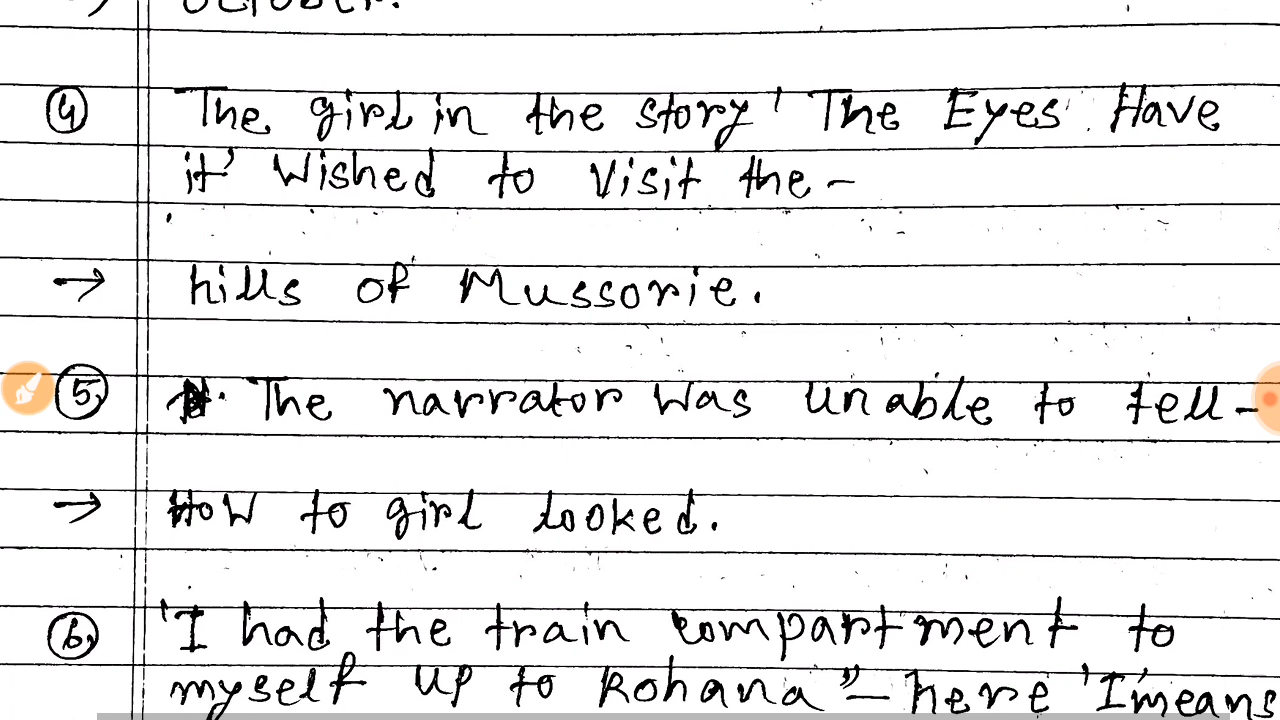 October.
④ The girl in the story 'The Eyes Have
it' Wished to Visit the-
→ hills of Mussorie.
⑤ The narrator was unable to tell-
→ How to girl looked.
⑥ 'I had the train compartment to
myself up to Rohana"- here 'I means